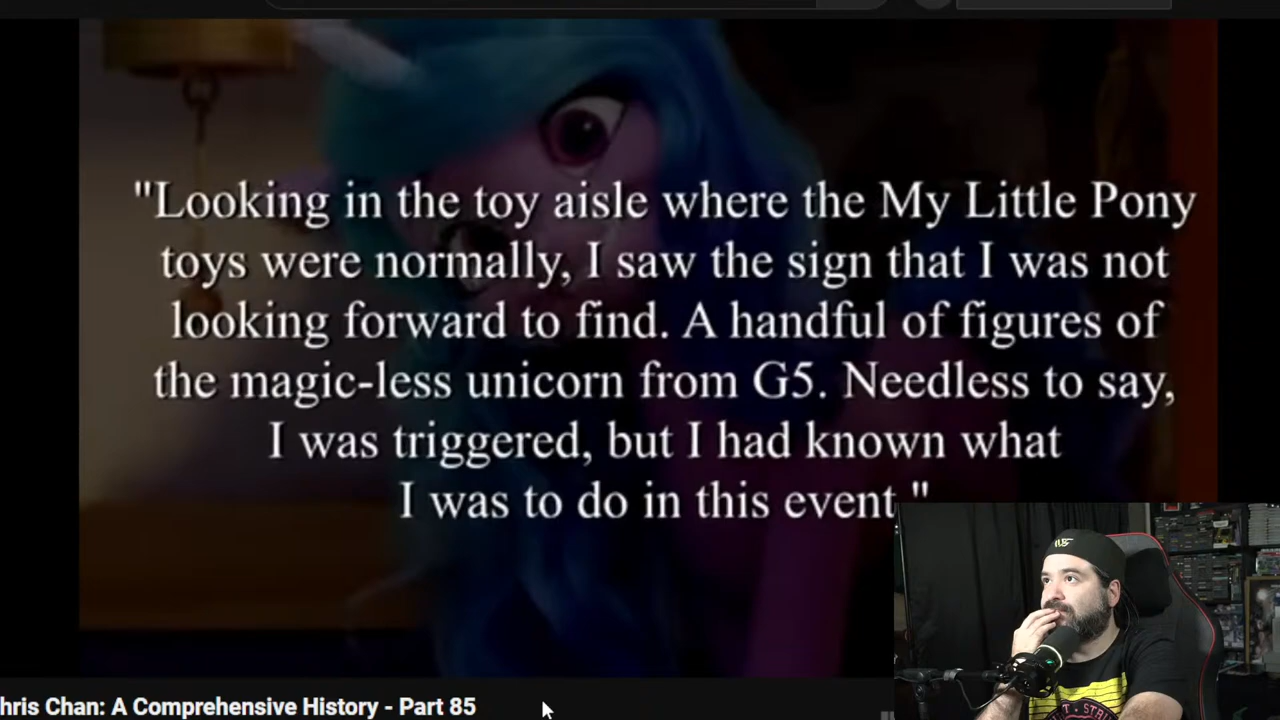 "Looking in the toy aisle where the My Little Pony
toys were normally, I saw the sign that I was not
looking forward to find. A handful of figures of
the magic-less unicorn from G5. Needless to say,
I was triggered, but I had known what
I was to do in this event."
hris Chan: A Comprehensive History - Part 85